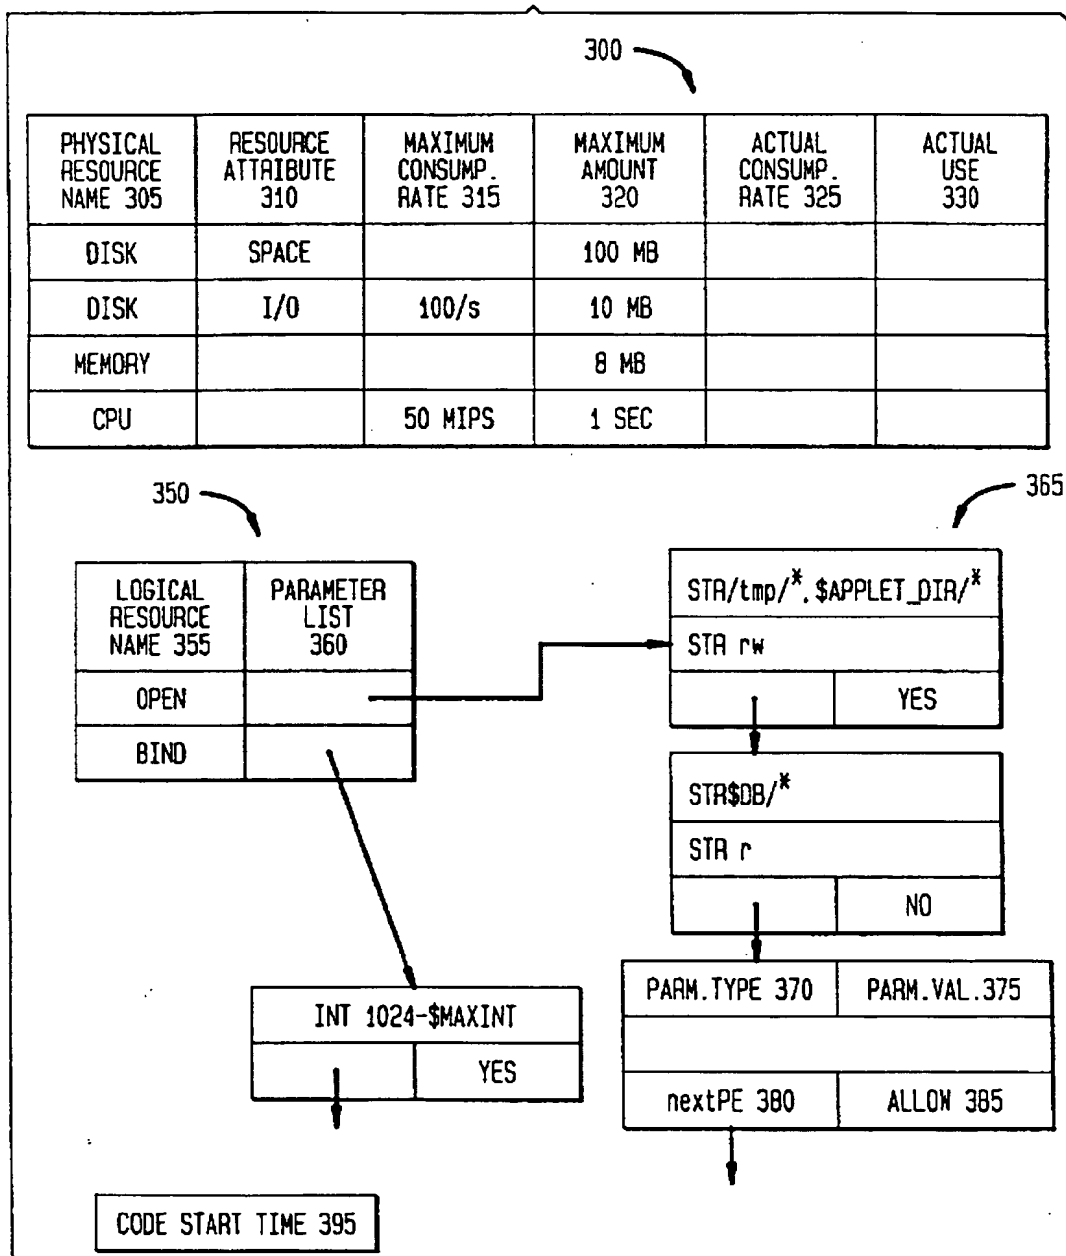 300
PHYSICAL RESOURCE NAME 305 RESOURCE ATTRIBUTE 310 MAXIMUM CONSUMP. RATE 315 MAXIMUM AMOUNT 320 ACTUAL CONSUMP. RATE 325 ACTUAL USE 330
DISK SPACE 100 MB
DISK I/O 100/s 10 MB
MEMORY 8 MB
CPU 50 MIPS 1 SEC
350
365
LOGICAL RESOURCE NAME 355 PARAMETER LIST 360
OPEN
BIND
STR/tmp/*, $APPLET_DIR/*
STR rw
YES
STR$DB/*
STR r
NO
PARM.TYPE 370 PARM.VAL.375
nextPE 380 ALLOW 385
INT 1024-$MAXINT
YES
CODE START TIME 395